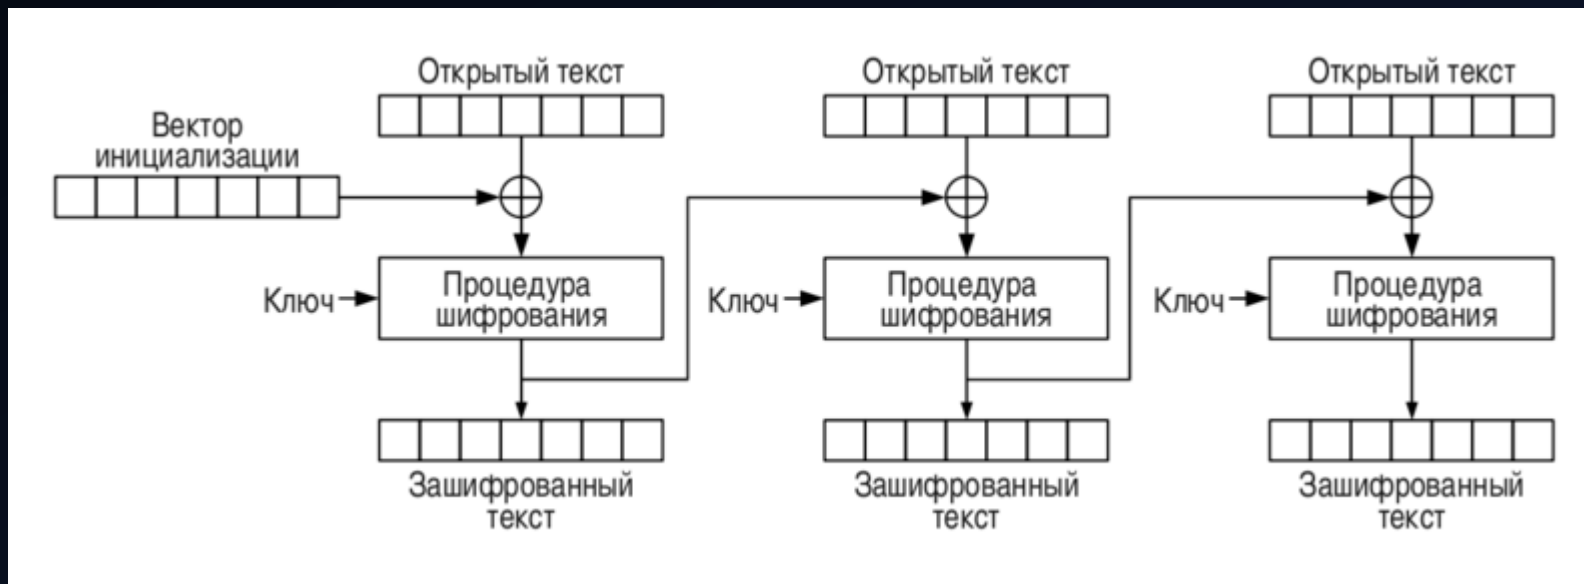 Открытый текст
Открытый текст
Открытый текст
Вектор
инициализации
Ключ
Процедура
шифрования
Ключ
Процедура
шифрования
Ключ
Процедура
шифрования
Зашифрованный
текст
Зашифрованный
текст
Зашифрованный
текст